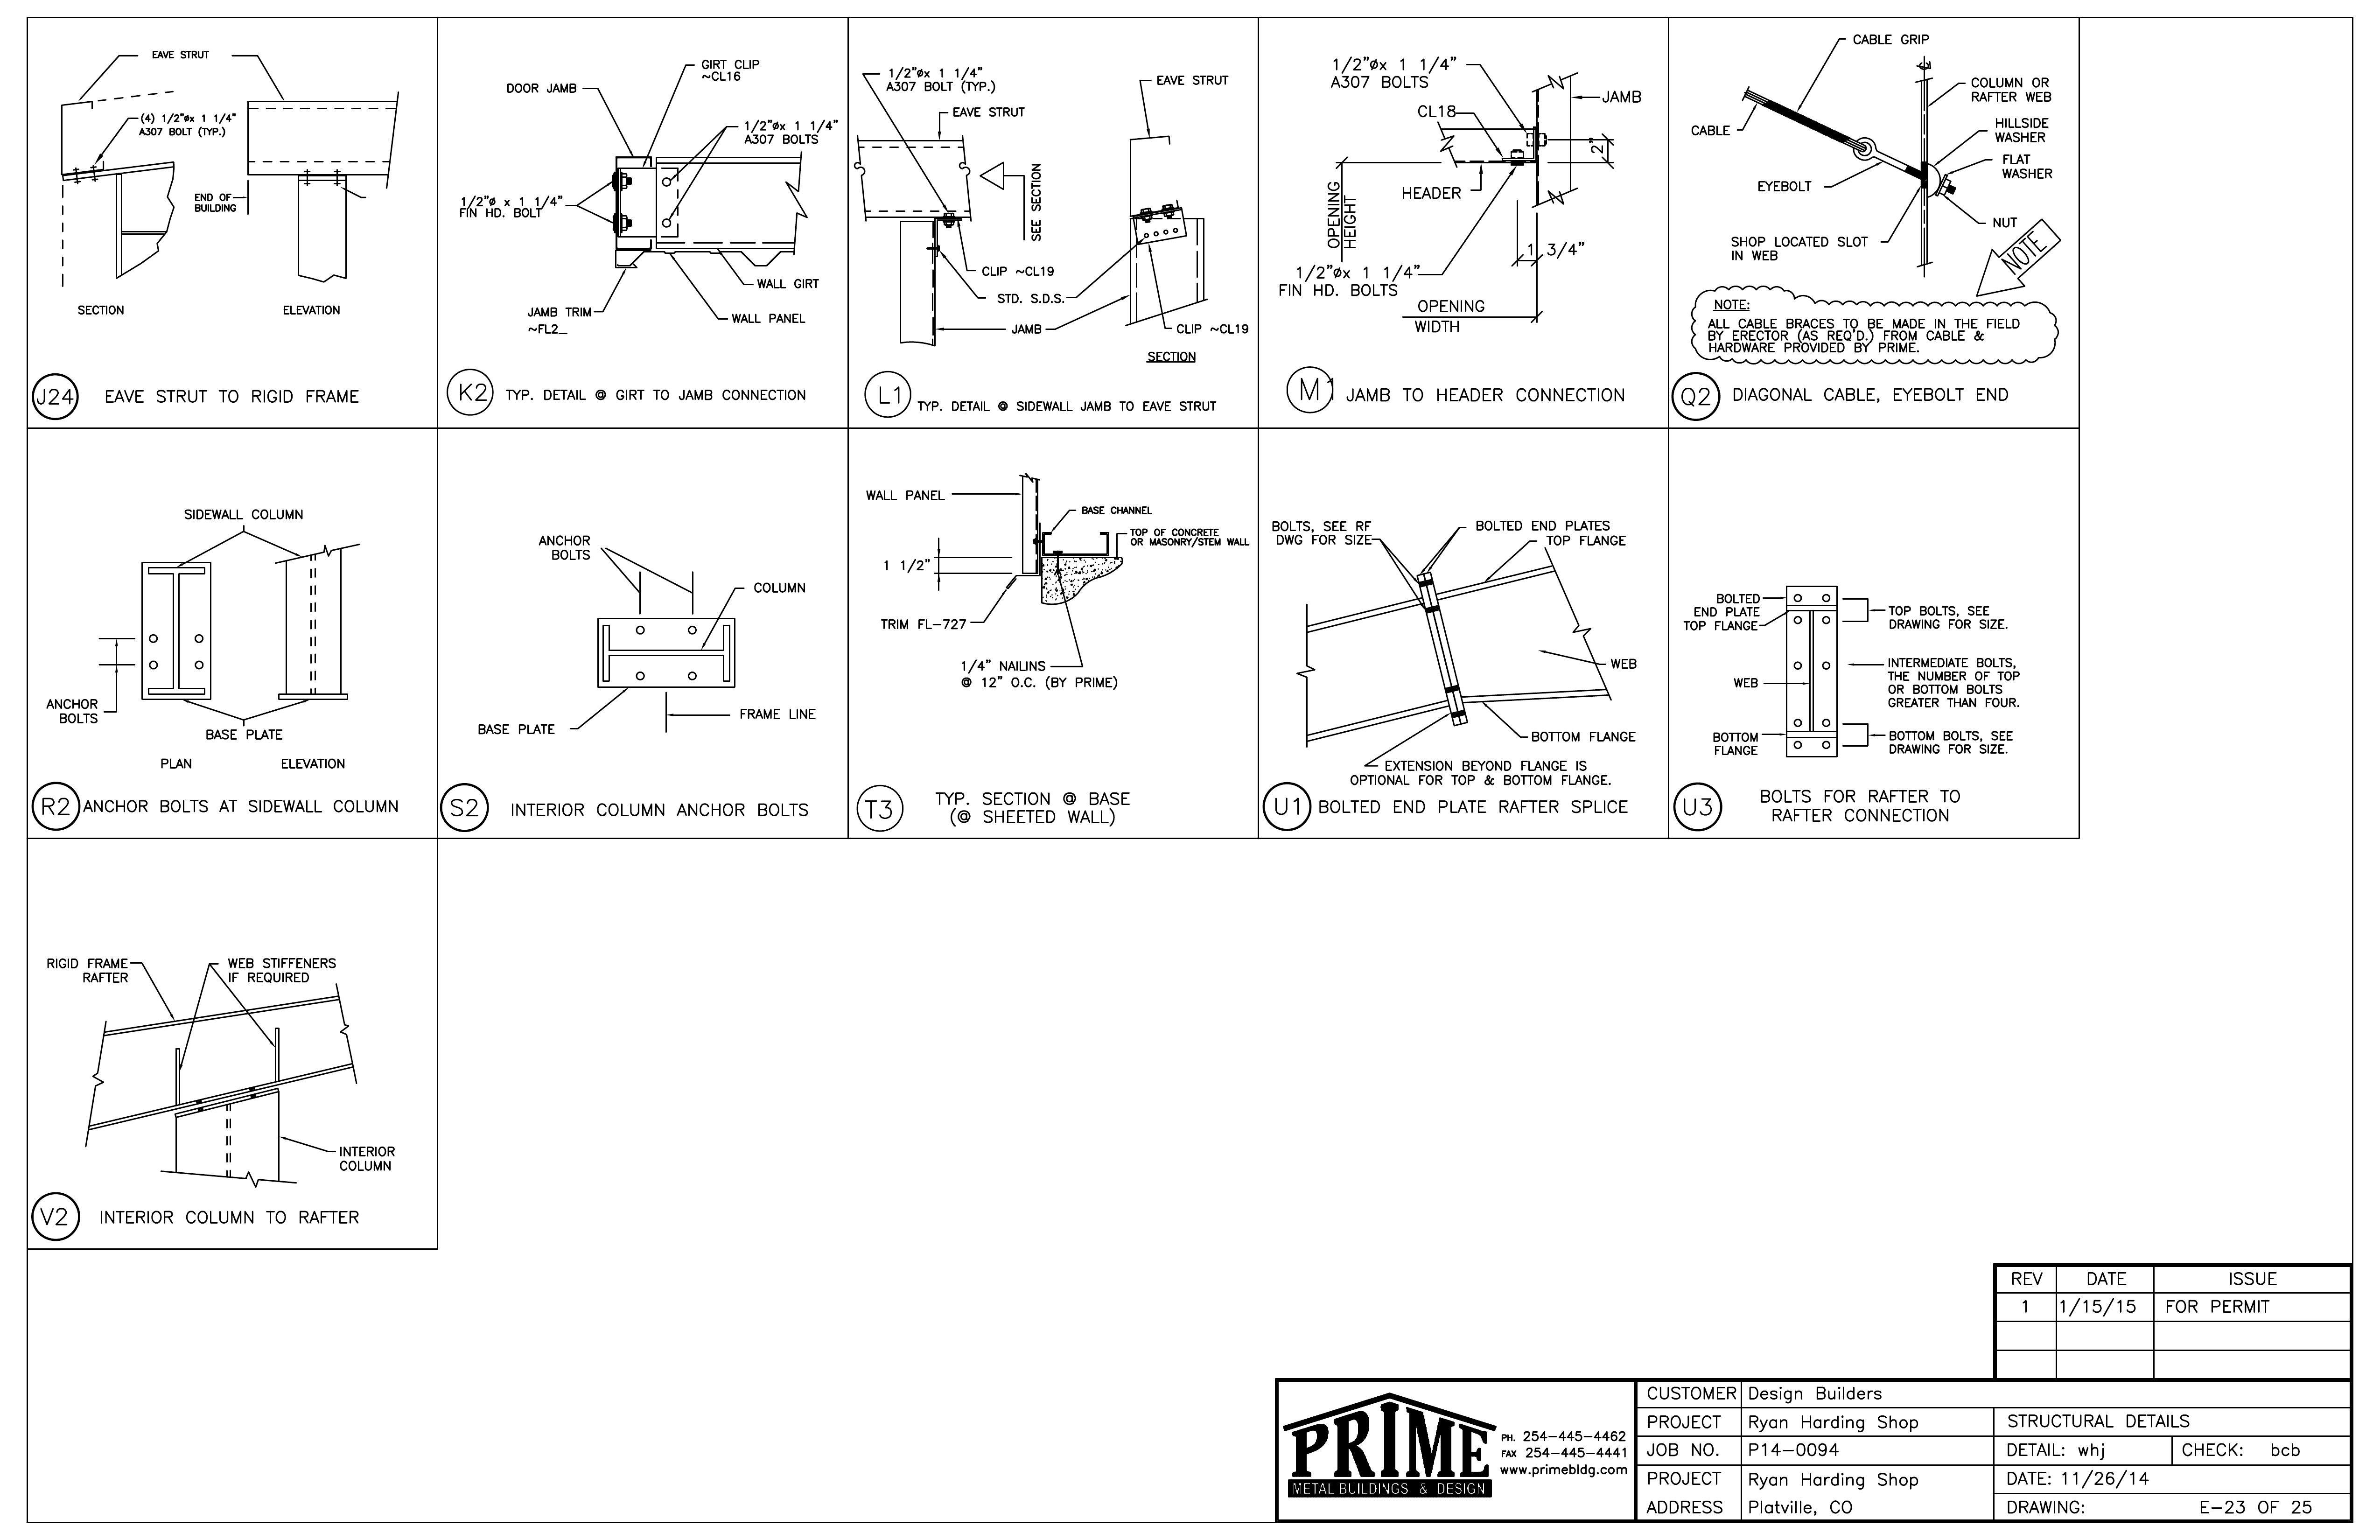 EAVE STRUT
(4) 1/2"øx 1 1/4"
A307 BOLT (TYP.)
END OF
BUILDING
SECTION
ELEVATION
J24
EAVE STRUT TO RIGID FRAME
GIRT CLIP
~CL16
DOOR JAMB
1/2"øx 1 1/4"
A307 BOLTS
1/2"ø x 1 1/4"
FIN HD. BOLT
WALL GIRT
JAMB TRIM
~FL2_
WALL PANEL
K2
TYP. DETAIL @ GIRT TO JAMB CONNECTION
1/2"øx 1 1/4"
A307 BOLT (TYP.)
EAVE STRUT
EAVE STRUT
SEE SECTION
CLIP ~CL19
STD. S.D.S.
JAMB
CLIP ~CL19
SECTION
L1
TYP. DETAIL @ SIDEWALL JAMB TO EAVE STRUT
1/2"øx 1 1/4"
A307 BOLTS
JAMB
CL18
2"
HEADER
OPENING
HEIGHT
1 3/4"
1/2"øx 1 1/4"
FIN HD. BOLTS
OPENING
WIDTH
M1
JAMB TO HEADER CONNECTION
CABLE GRIP
COLUMN OR
RAFTER WEB
CABLE
HILLSIDE
WASHER
FLAT
WASHER
EYEBOLT
NUT
SHOP LOCATED SLOT
IN WEB
NOTE
NOTE:
ALL CABLE BRACES TO BE MADE IN THE FIELD
BY ERECTOR (AS REQ'D.) FROM CABLE &
HARDWARE PROVIDED BY PRIME.
Q2
DIAGONAL CABLE, EYEBOLT END
SIDEWALL COLUMN
ANCHOR
BOLTS
BASE PLATE
PLAN
ELEVATION
R2
ANCHOR BOLTS AT SIDEWALL COLUMN
ANCHOR
BOLTS
COLUMN
FRAME LINE
BASE PLATE
S2
INTERIOR COLUMN ANCHOR BOLTS
WALL PANEL
BASE CHANNEL
TOP OF CONCRETE
OR MASONRY/STEM WALL
1 1/2"
TRIM FL-727
1/4" NAILINS
@ 12" O.C. (BY PRIME)
T3
TYP. SECTION @ BASE
(@ SHEETED WALL)
BOLTS, SEE RF
DWG FOR SIZE
BOLTED END PLATES
TOP FLANGE
WEB
BOTTOM FLANGE
EXTENSION BEYOND FLANGE IS
OPTIONAL FOR TOP & BOTTOM FLANGE.
U1
BOLTED END PLATE RAFTER SPLICE
BOLTED
END PLATE
TOP FLANGE
TOP BOLTS, SEE
DRAWING FOR SIZE.
INTERMEDIATE BOLTS,
THE NUMBER OF TOP
OR BOTTOM BOLTS
GREATER THAN FOUR.
WEB
BOTTOM
FLANGE
BOTTOM BOLTS, SEE
DRAWING FOR SIZE.
U3
BOLTS FOR RAFTER TO
RAFTER CONNECTION
RIGID FRAME
RAFTER
WEB STIFFENERS
IF REQUIRED
INTERIOR
COLUMN
V2
INTERIOR COLUMN TO RAFTER
REV DATE ISSUE
1 1/15/15 FOR PERMIT
PRIME
METAL BUILDINGS & DESIGN
PH. 254-445-4462
FAX 254-445-4441
www.primebldg.com
CUSTOMER Design Builders
PROJECT Ryan Harding Shop STRUCTURAL DETAILS
JOB NO. P14-0094 DETAIL: whj CHECK: bcb
PROJECT Ryan Harding Shop DATE: 11/26/14
ADDRESS Platville, CO DRAWING: E-23 OF 25